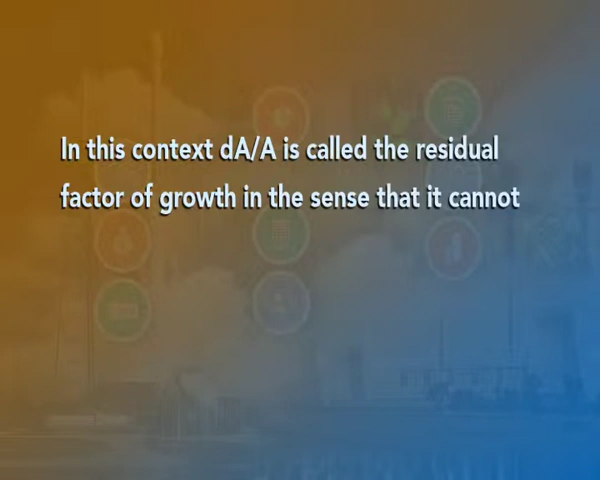 In this context dA/A is called the residual
factor of growth in the sense that it cannot